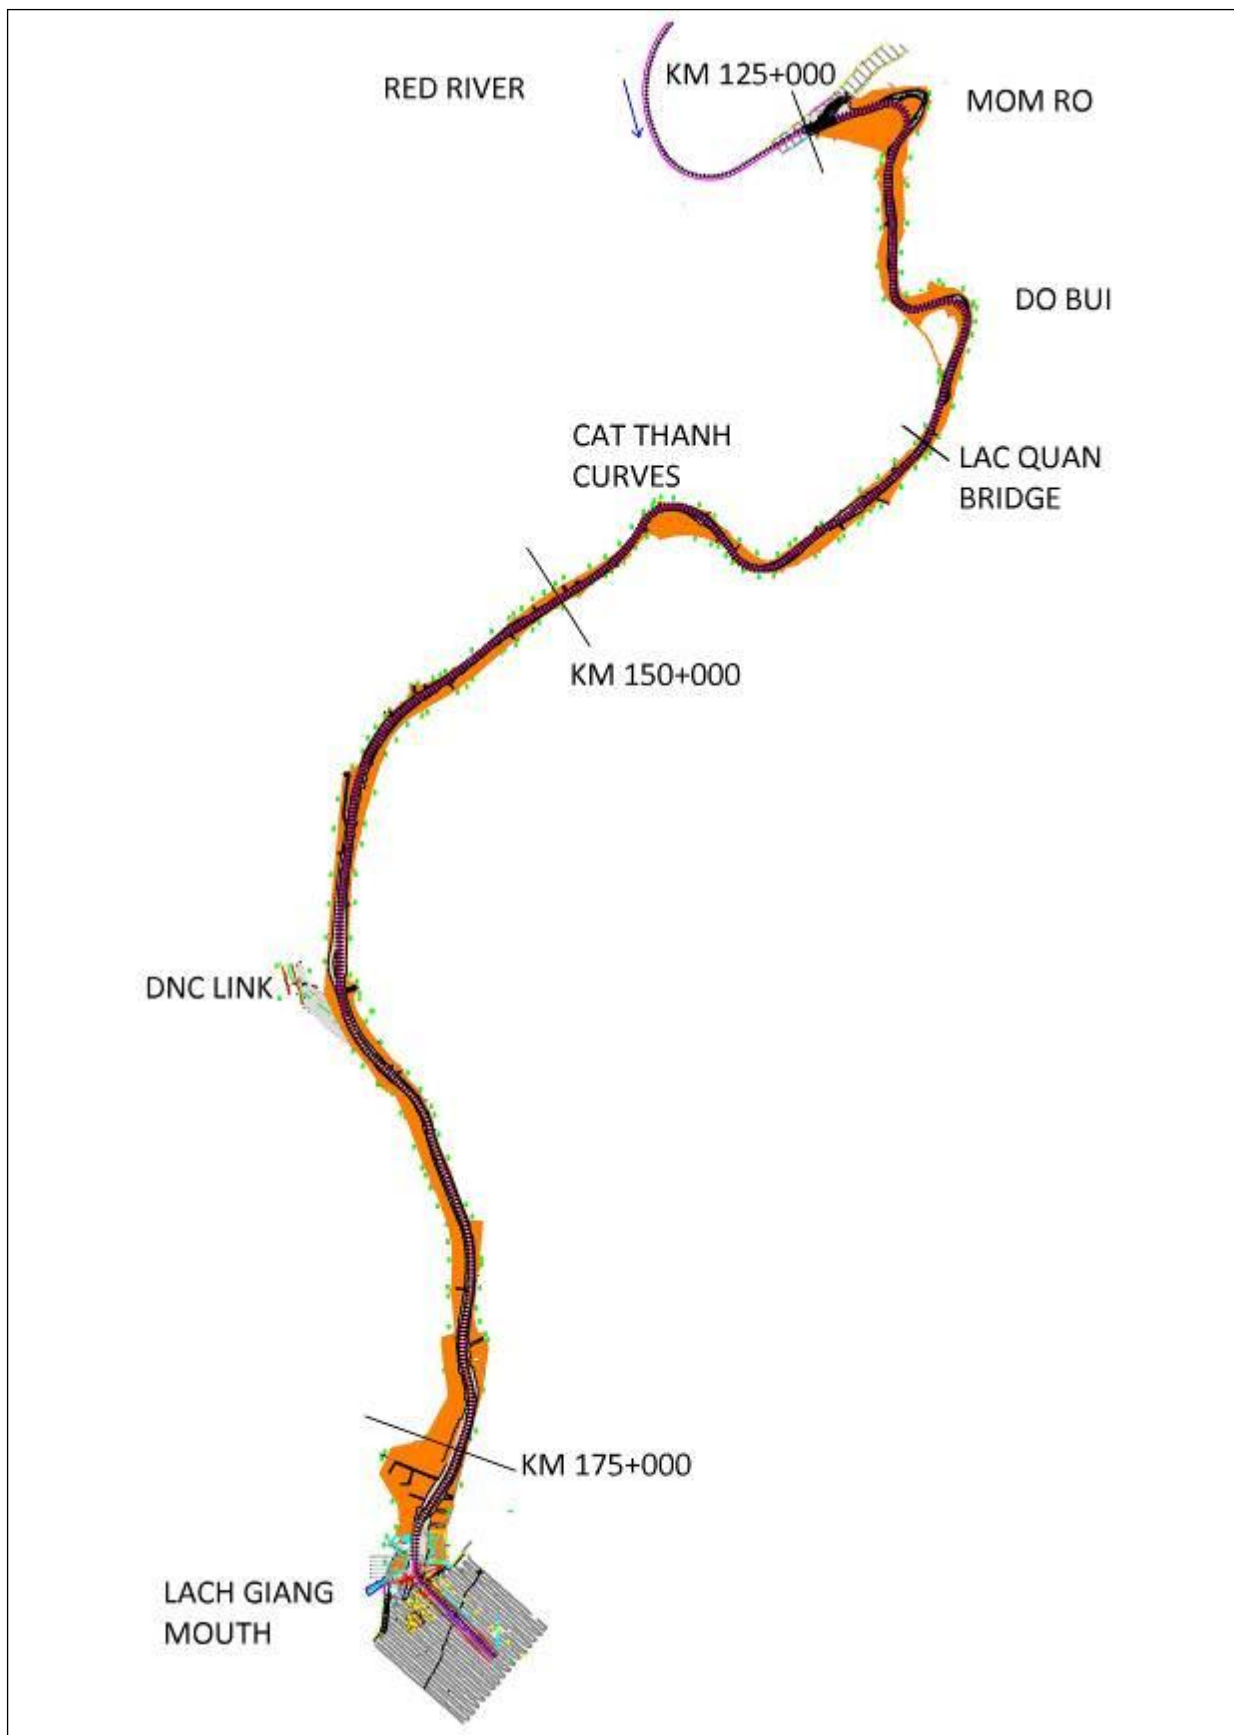 RED RIVER
KM 125+000
MOM RO
DO BUI
CAT THANH
CURVES
LAC QUAN
BRIDGE
KM 150+000
DNC LINK
KM 175+000
LACH GIANG
MOUTH